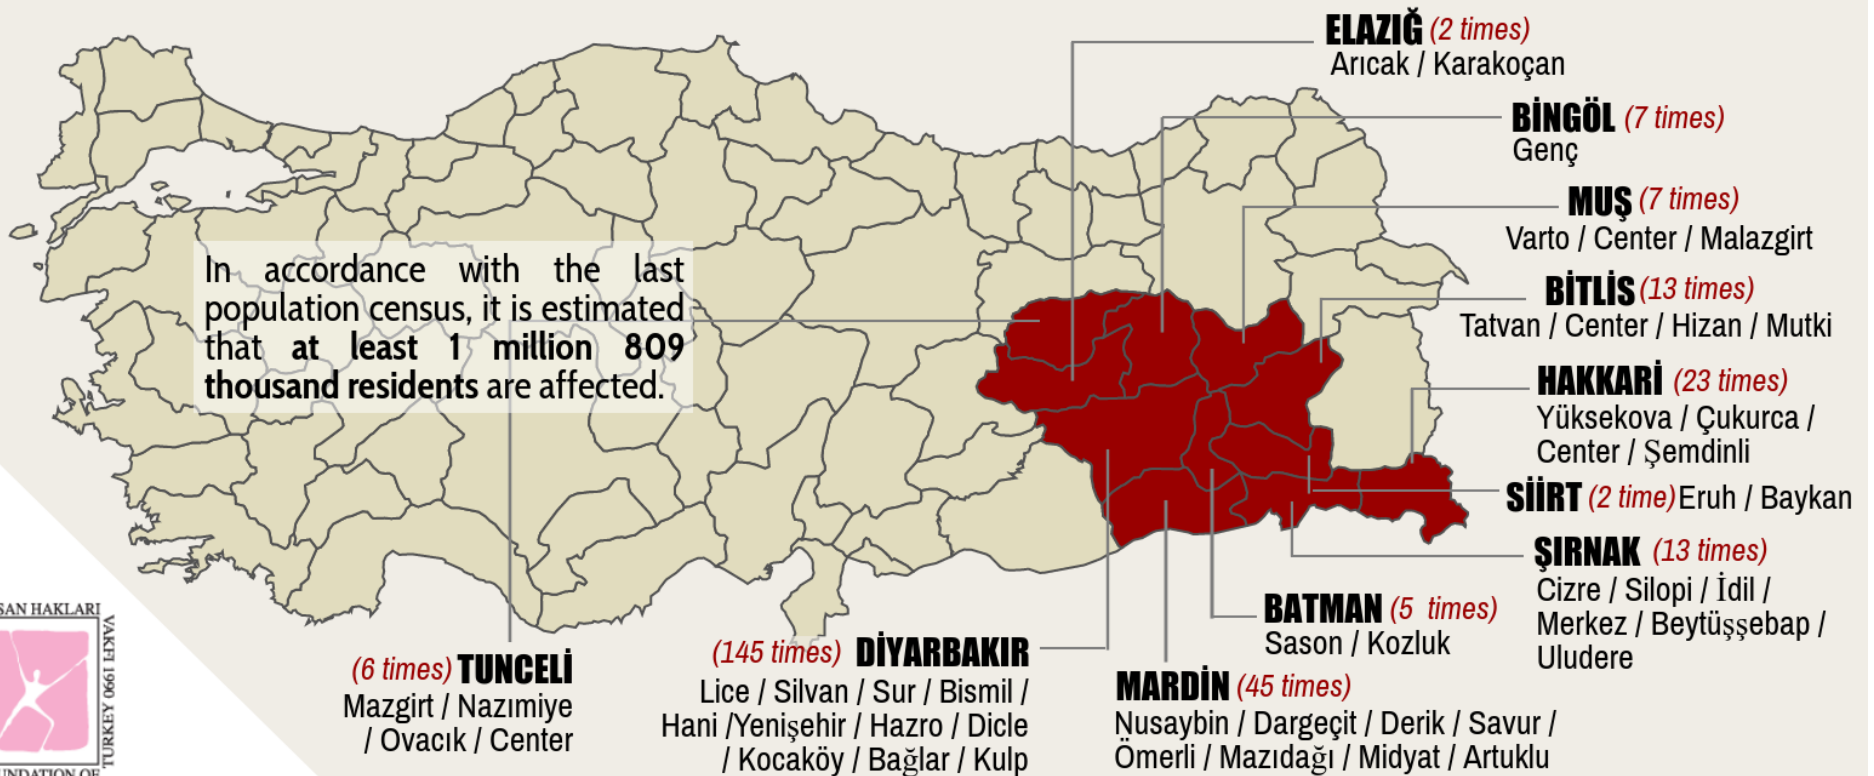 ELAZIĞ (2 times)
Arıcak / Karakoçan
BİNGÖL (7 times)
Genç
MUŞ (7 times)
Varto / Center / Malazgirt
BİTLİS (13 times)
Tatvan / Center / Hizan / Mutki
HAKKARİ (23 times)
Yüksekova / Çukurca /
Center / Şemdinli
SİİRT (2 time) Eruh / Baykan
ŞIRNAK (13 times)
Cizre / Silopi / İdil /
Merkez / Beytüşşebap /
Uludere
In accordance with the last
population census, it is estimated
that at least 1 million 809
thousand residents are affected.
BATMAN (5 times)
Sason / Kozluk
MARDİN (45 times)
Nusaybin / Dargeçit / Derik / Savur /
Ömerli / Mazıdağı / Midyat / Artuklu
(145 times) DİYARBAKIR
Lice / Silvan / Sur / Bismil /
Hani /Yenişehir / Hazro / Dicle
/ Kocaköy / Bağlar / Kulp
(6 times) TUNCELİ
Mazgirt / Nazımiye
/ Ovacık / Center
HAKLARI
VAKFI 1990 TURKEY
OF